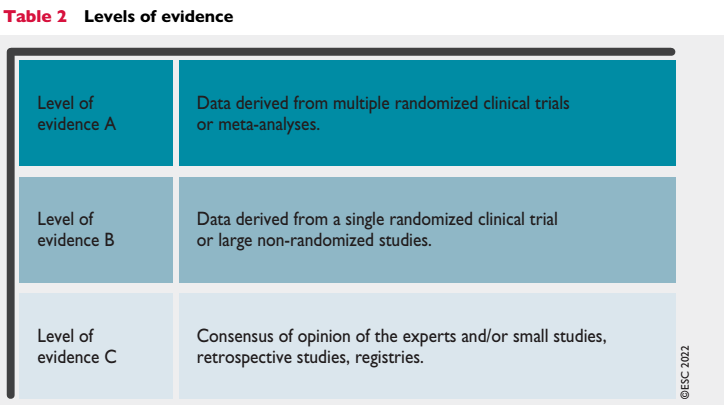 Table 2 Levels of evidence
Level of
evidence A
Data derived from multiple randomized clinical trials
or meta-analyses.
Level of
evidence B
Data derived from a single randomized clinical trial
or large non-randomized studies.
Level of
evidence C
Consensus of opinion of the experts and/or small studies,
retrospective studies, registries.
©ESC 2022